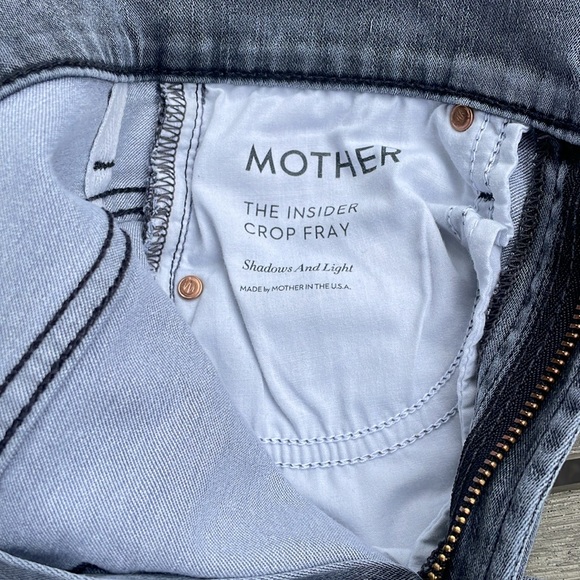 MOTHER
THE INSIDER
CROP FRAY
Shadows And Light
MADE by MOTHER IN THE U.S.A.